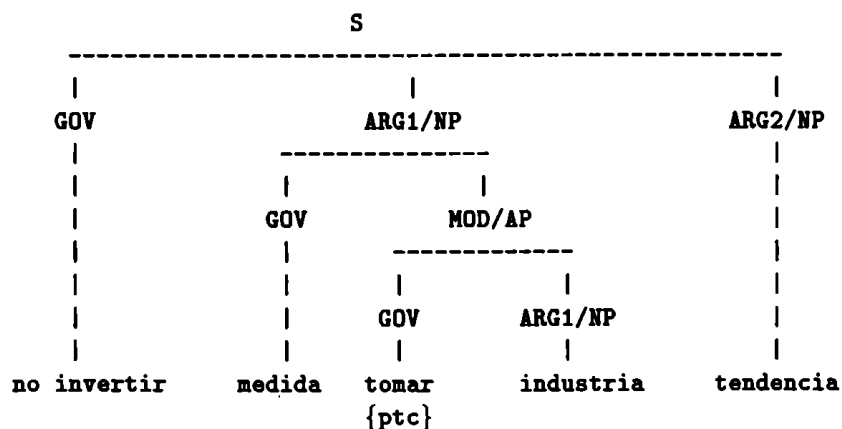 S
GOV ARG1/NP ARG2/NP
GOV MOD/AP
GOV ARG1/NP
no invertir medida tomar industria tendencia
{ptc}